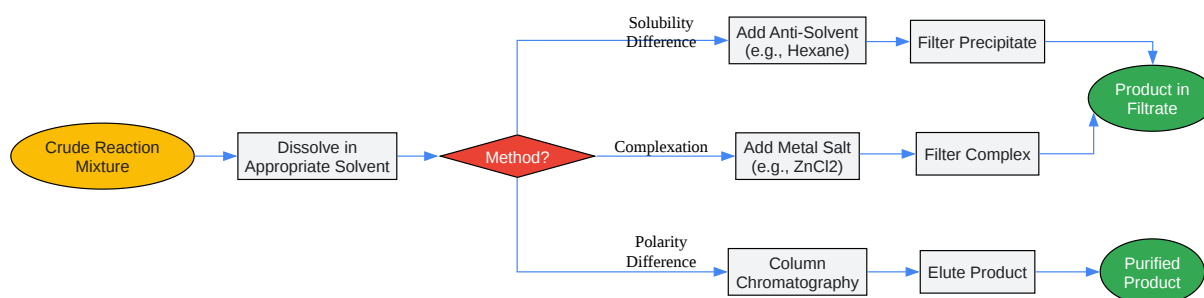 Solubility
Difference
Add Anti-Solvent
(e.g., Hexane)
Filter Precipitate
Product in
Filtrate
Crude Reaction
Mixture
Dissolve in
Appropriate Solvent
Method?
Complexation
Add Metal Salt
(e.g., ZnCl2)
Filter Complex
Polarity
Difference
Column
Chromatography
Elute Product
Purified
Product